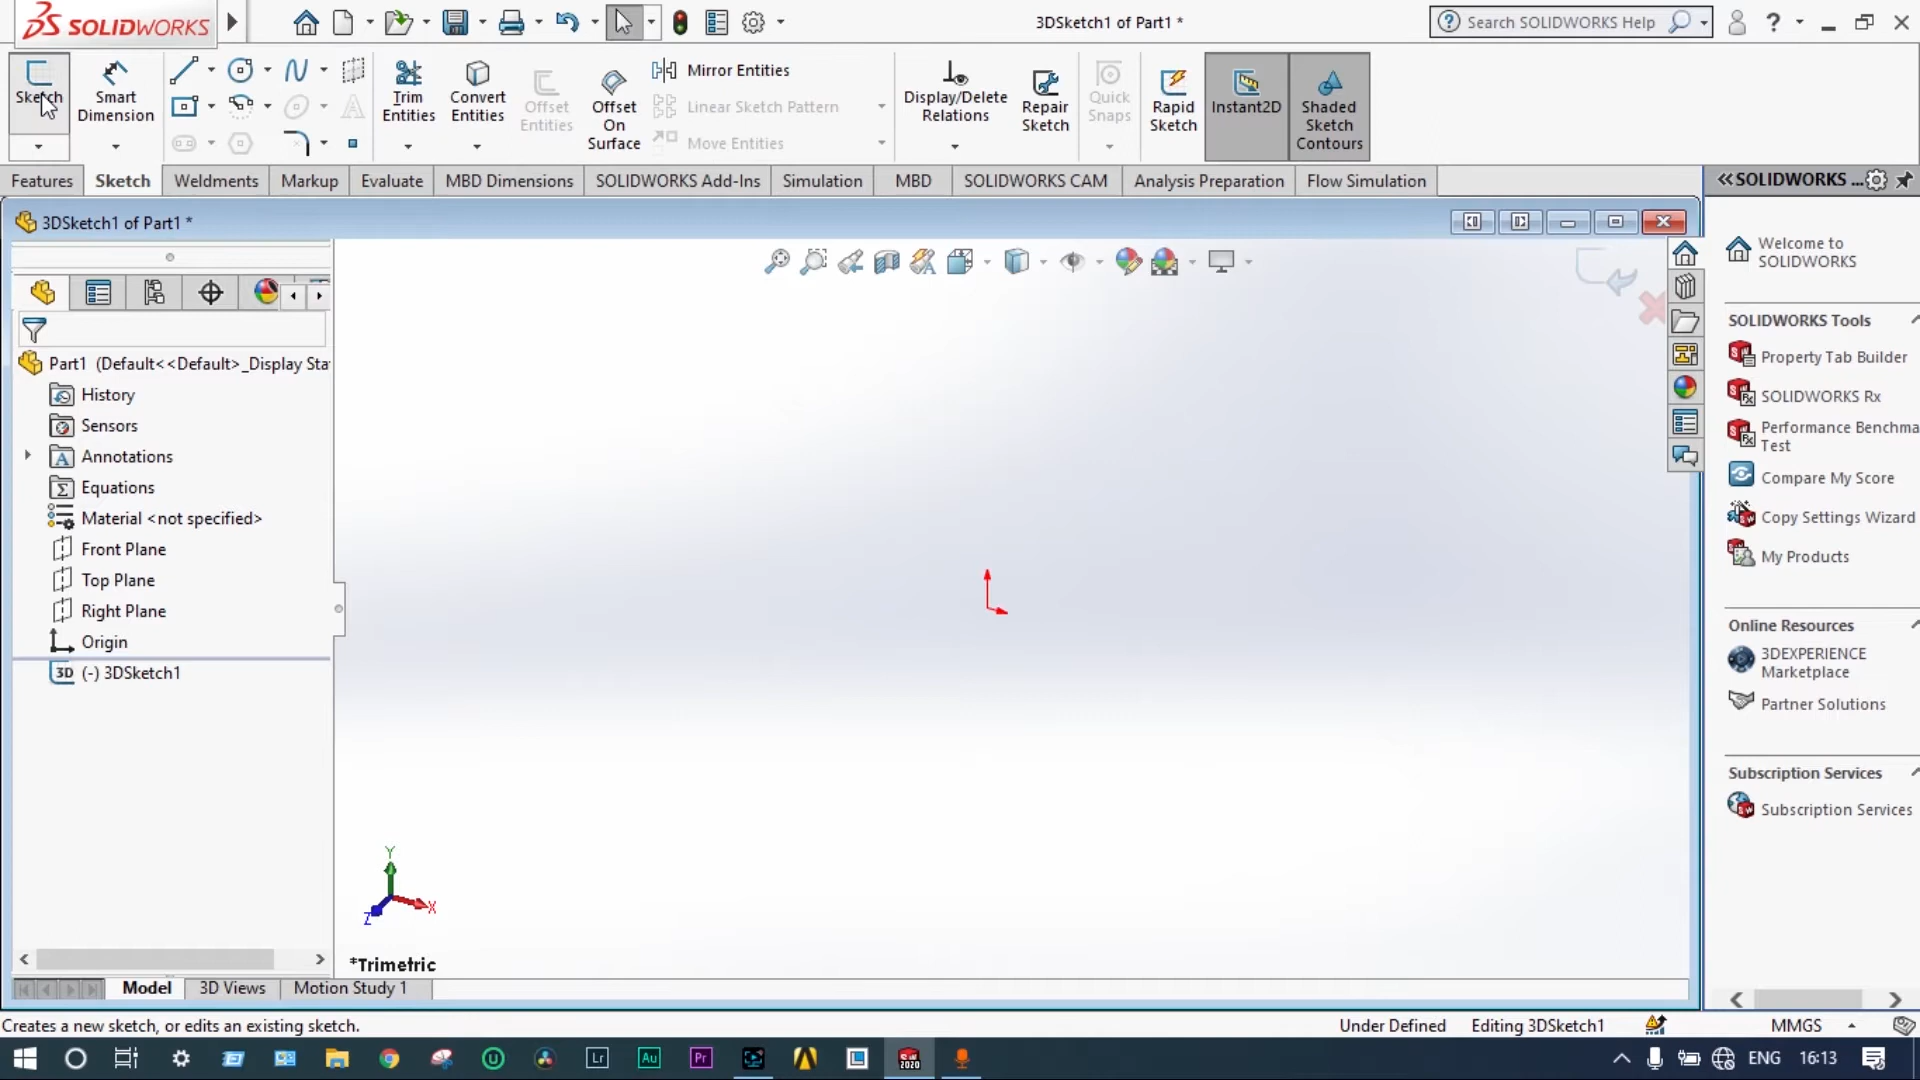 SOLIDWORKS
3DSketch1 of Part1 *
Search SOLIDWORKS Help
Sketch
Smart Dimension
Trim Entities
Convert Entities
Offset Entities
Offset On Surface
Mirror Entities
Linear Sketch Pattern
Move Entities
Display/Delete Relations
Repair Sketch
Quick Snaps
Rapid Sketch
Instant2D
Shaded Sketch Contours
Features
Sketch
Weldments
Markup
Evaluate
MBD Dimensions
SOLIDWORKS Add-Ins
Simulation
MBD
SOLIDWORKS CAM
Analysis Preparation
Flow Simulation
SOLIDWORKS ...
3DSketch1 of Part1 *
Part1 (Default<<Default>_Display Sta
History
Sensors
Annotations
Equations
Material <not specified>
Front Plane
Top Plane
Right Plane
Origin
3D (-) 3DSketch1
Y
X
Z
*Trimetric
Welcome to
SOLIDWORKS
SOLIDWORKS Tools
Property Tab Builder
SOLIDWORKS Rx
Performance Benchma
Test
Compare My Score
Copy Settings Wizard
My Products
Online Resources
3DEXPERIENCE
Marketplace
Partner Solutions
Subscription Services
Subscription Services
Model
3D Views
Motion Study 1
Creates a new sketch, or edits an existing sketch.
Under Defined
Editing 3DSketch1
MMGS
Lr
Au
Pr
SW 2020
ENG
16:13